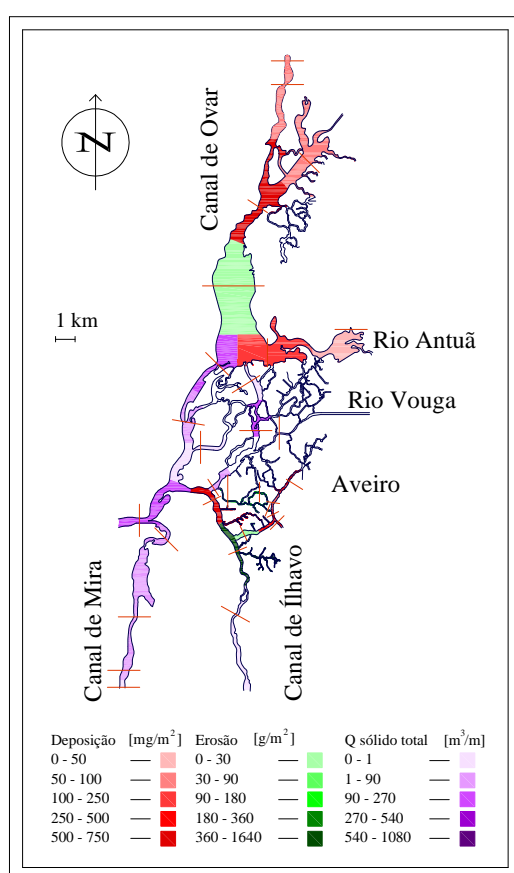 Canal de Ovar
N
1 km
Rio Antuã
Rio Vouga
Aveiro
Canal de Mira
Canal de Ílhavo
Deposição [mg/m²] Erosão [g/m²] Q sólido total [m³/m]
0 - 50 0 - 30 0 - 1
50 - 100 30 - 90 1 - 90
100 - 250 90 - 180 90 - 270
250 - 500 180 - 360 270 - 540
500 - 750 360 - 1640 540 - 1080